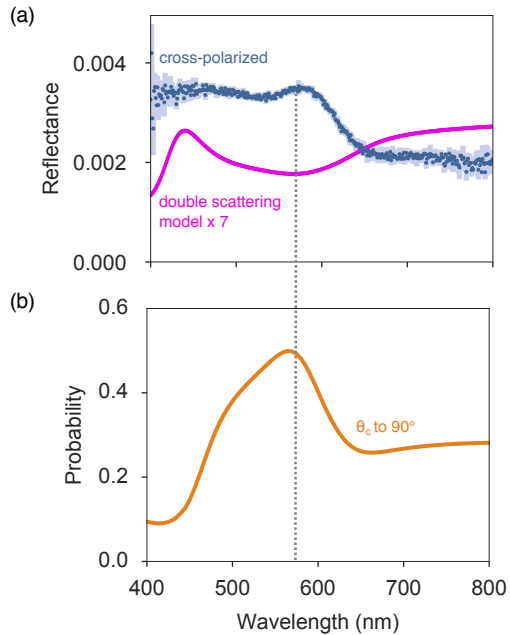 (a)
0.004
0.002
0.000
Reflectance
cross-polarized
double scattering
model x 7
(b)
0.6
0.4
0.2
0.0
Probability
θc to 90°
400
500
600
700
800
Wavelength (nm)